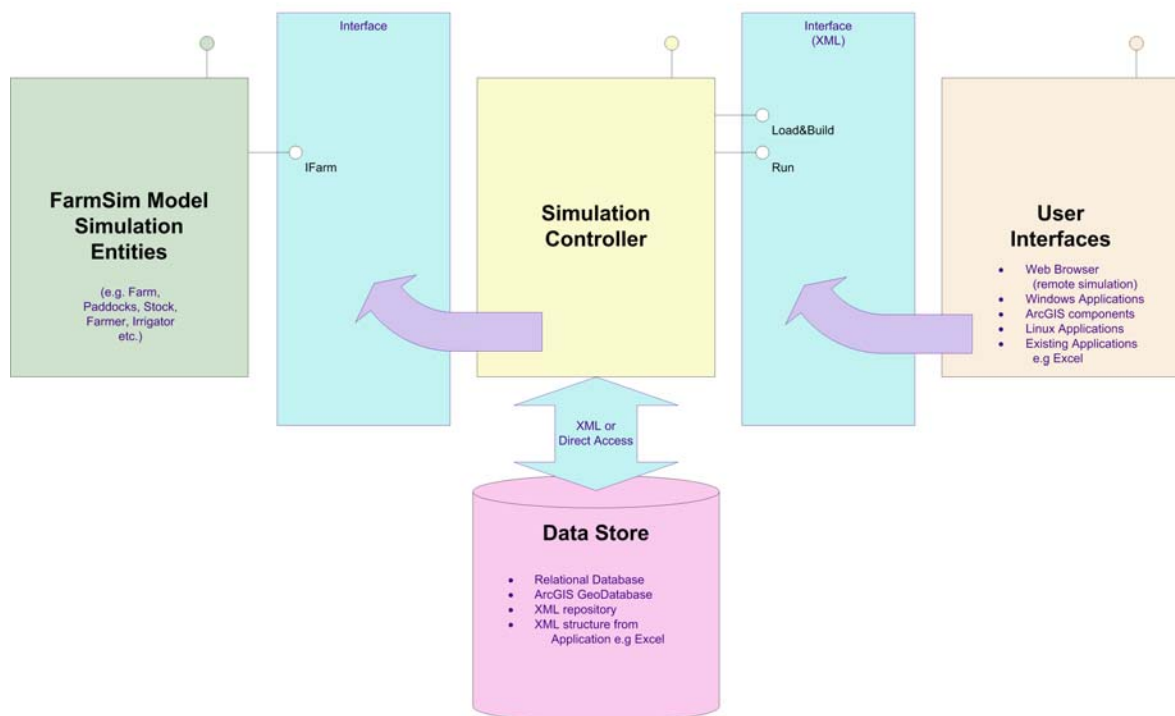 Interface
IFarm
FarmSim Model
Simulation
Entities
(e.g. Farm,
Paddocks, Stock,
Farmer, Irrigator
etc.)
Simulation
Controller
Interface
(XML)
Load&Build
Run
User
Interfaces
• Web Browser
(remote simulation)
• Windows Applications
• ArcGIS components
• Linux Applications
• Existing Applications
e.g Excel
XML or
Direct Access
Data Store
• Relational Database
• ArcGIS GeoDatabase
• XML repository
• XML structure from
Application e.g Excel